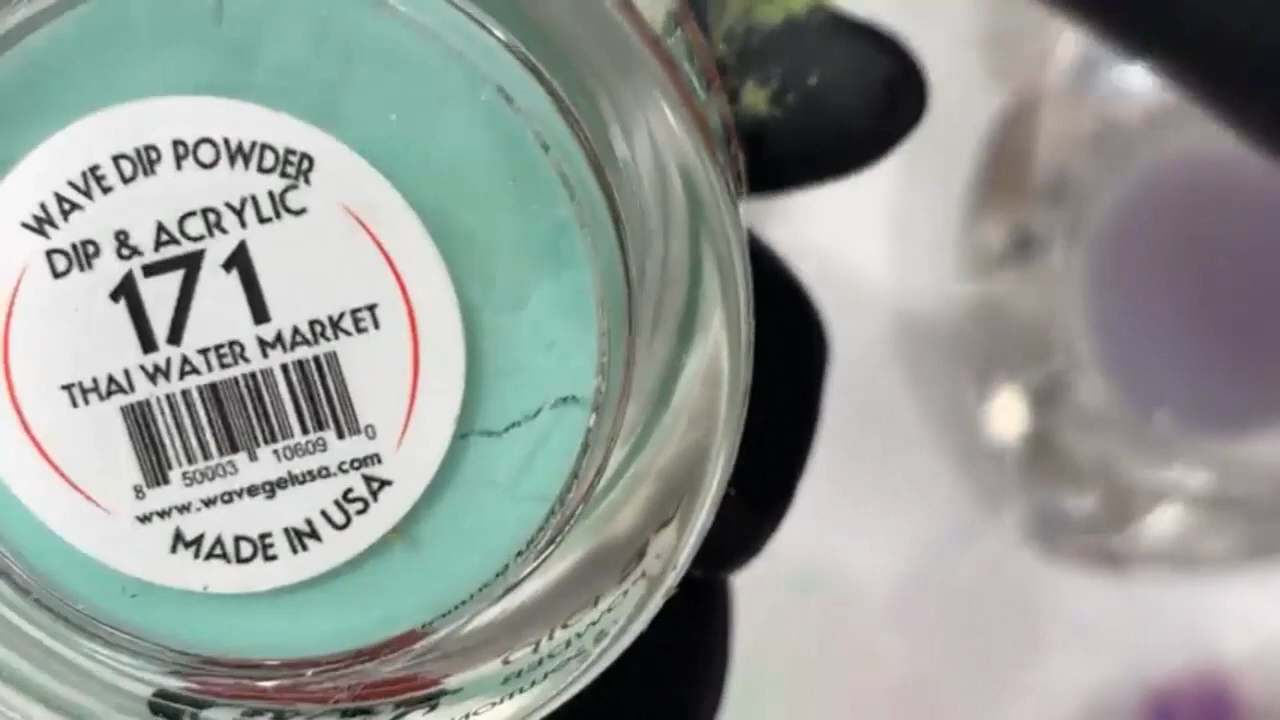 WAVE DIP POWDER
DIP & ACRYLIC
171
THAI WATER MARKET
8 50003 10609 0
www.wavegelusa.com
MADE IN USA